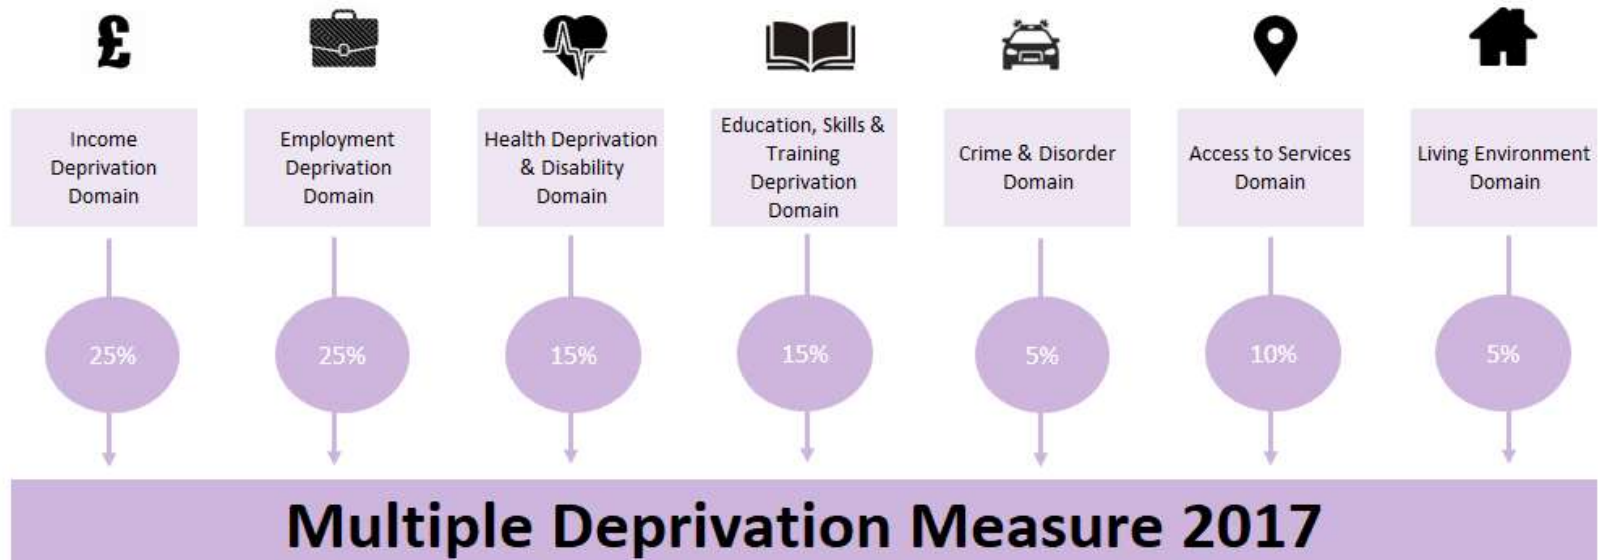 £
Income
Deprivation
Domain
Employment
Deprivation
Domain
Health Deprivation
& Disability
Domain
Education, Skills &
Training
Deprivation
Domain
Crime & Disorder
Domain
Access to Services
Domain
Living Environment
Domain
25%
25%
15%
15%
5%
10%
5%
Multiple Deprivation Measure 2017